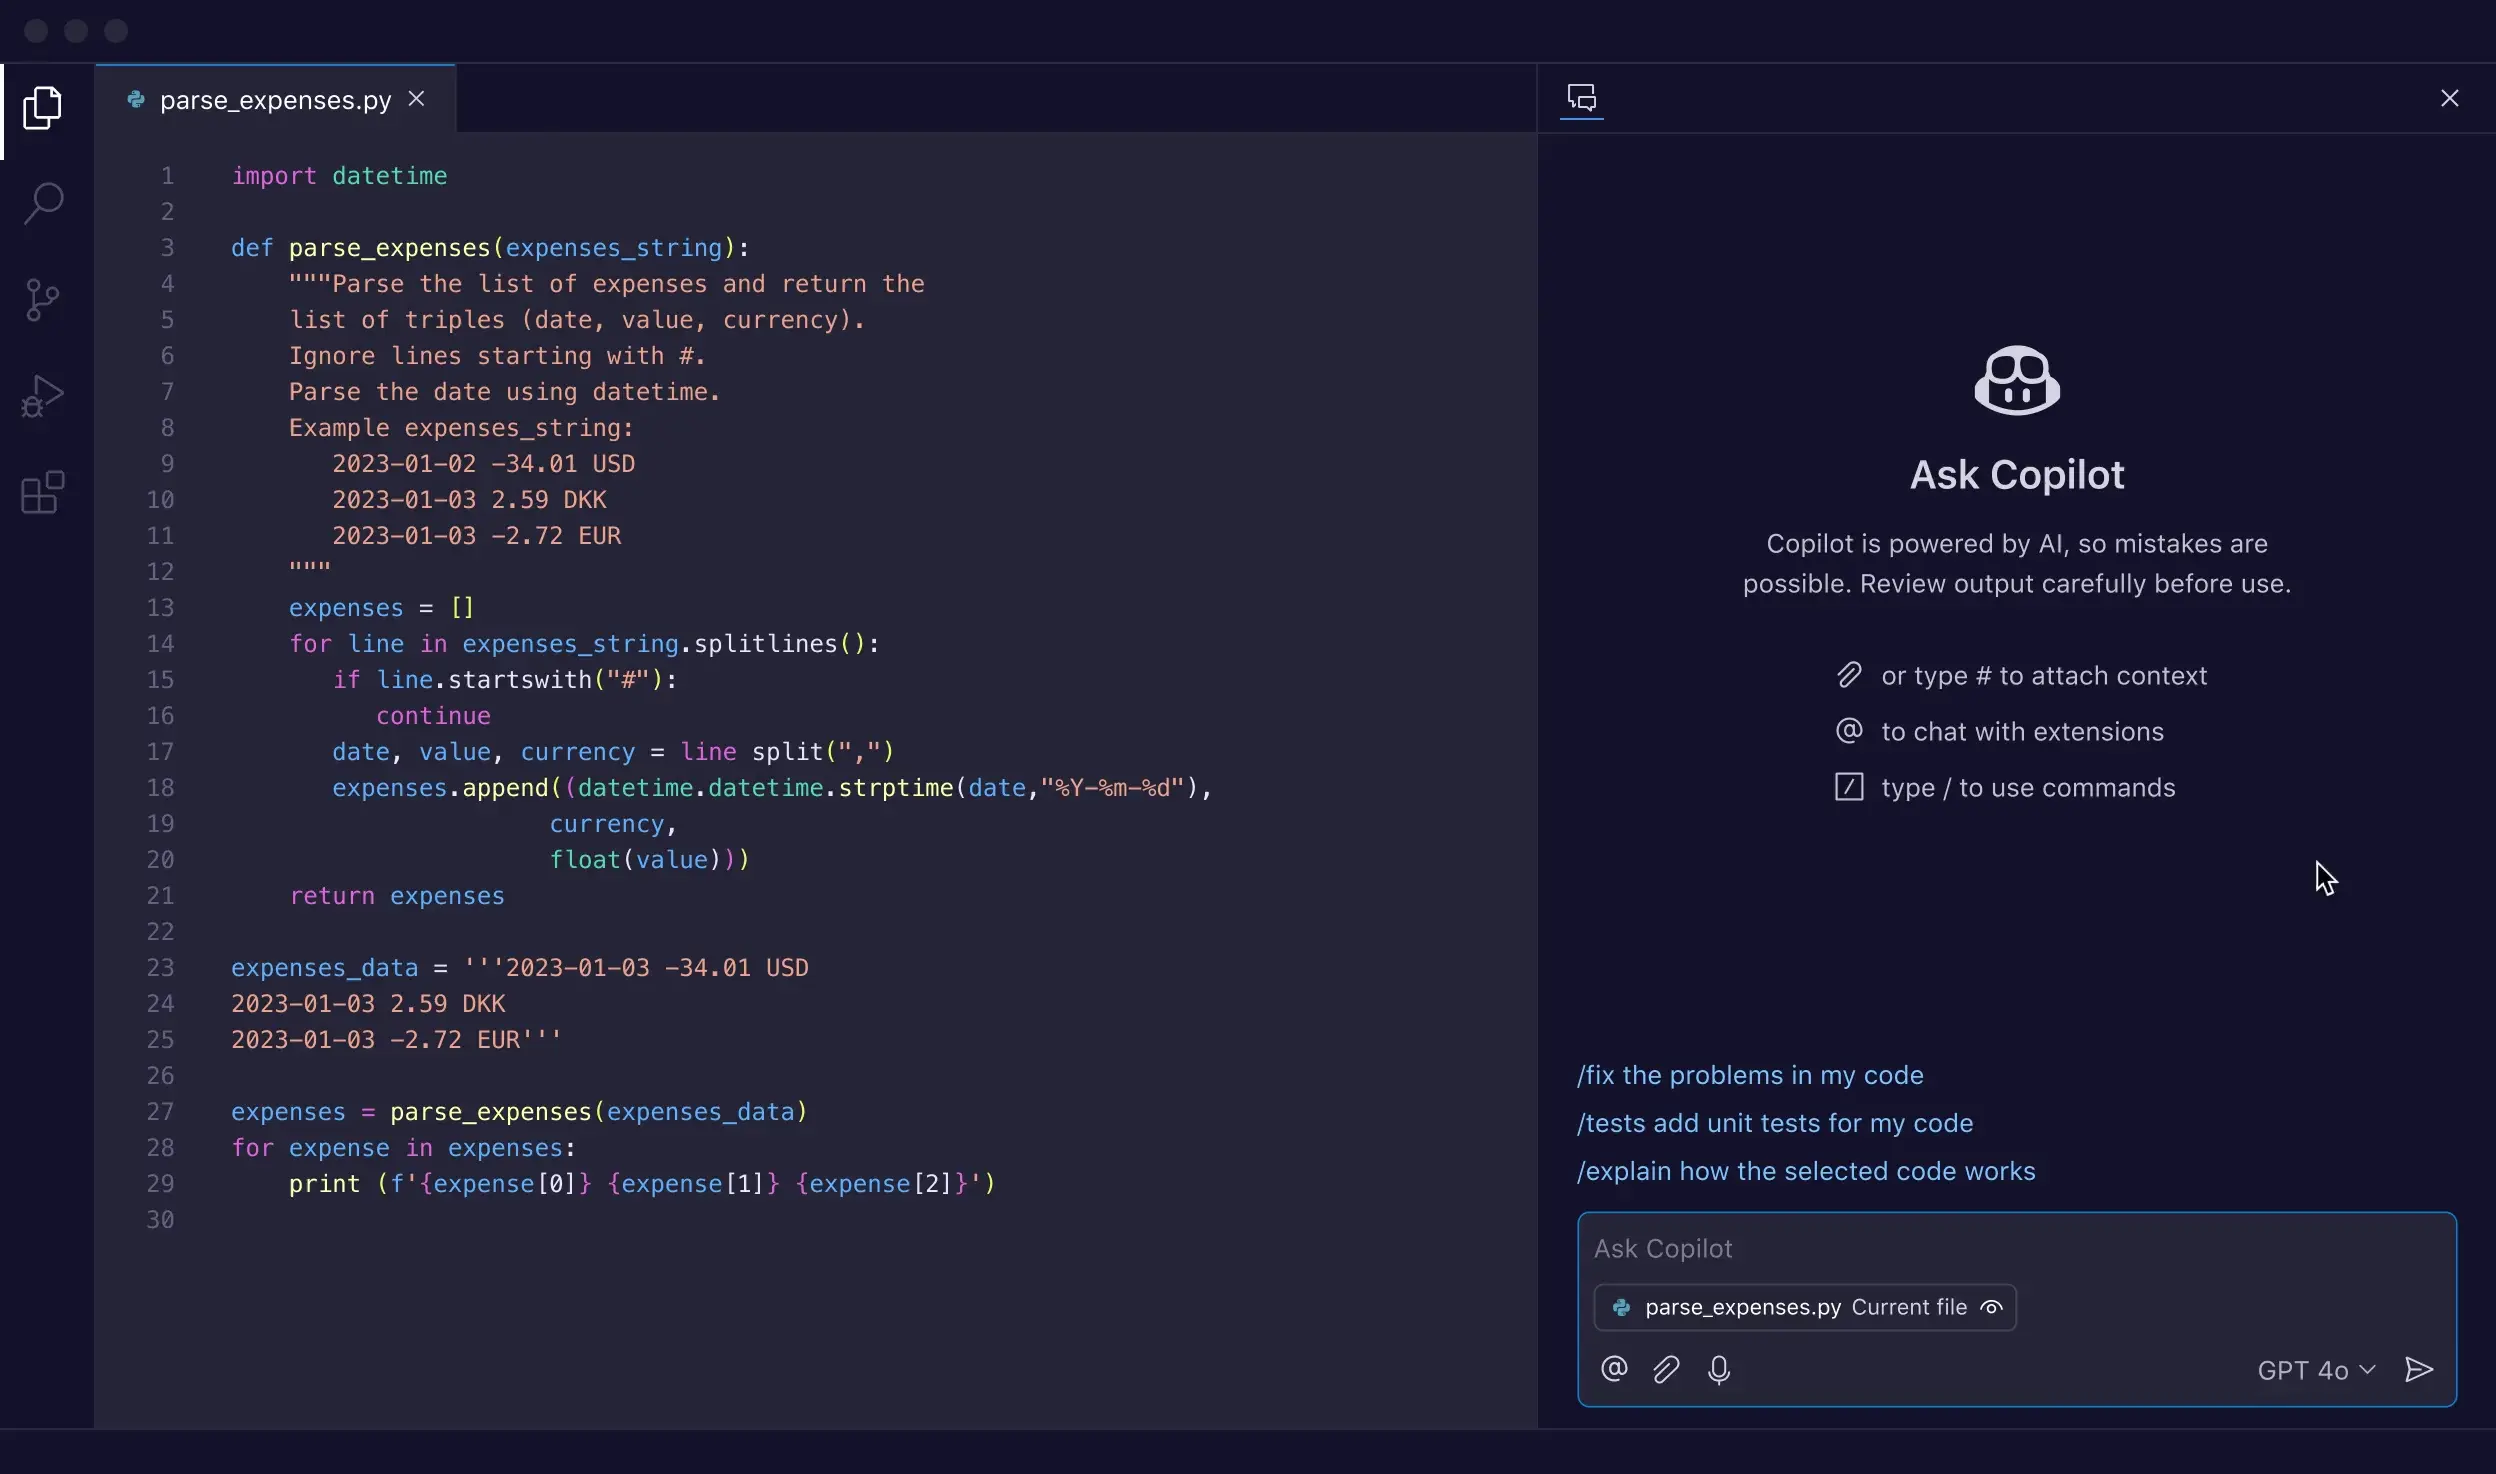 parse_expenses.py
1 import datetime
2
3 def parse_expenses(expenses_string):
4 """Parse the list of expenses and return the
5 list of triples (date, value, currency).
6 Ignore lines starting with #.
7 Parse the date using datetime.
8 Example expenses_string:
9 2023-01-02 -34.01 USD
10 2023-01-03 2.59 DKK
11 2023-01-03 -2.72 EUR
12 """
13 expenses = []
14 for line in expenses_string.splitlines():
15 if line.startswith("#"):
16 continue
17 date, value, currency = line split(",")
18 expenses.append((datetime.datetime.strptime(date,"%Y-%m-%d"),
19 currency,
20 float(value)))
21 return expenses
22
23 expenses_data = '''2023-01-03 -34.01 USD
24 2023-01-03 2.59 DKK
25 2023-01-03 -2.72 EUR'''
26
27 expenses = parse_expenses(expenses_data)
28 for expense in expenses:
29 print (f'{expense[0]} {expense[1]} {expense[2]}')
30
Ask Copilot
Copilot is powered by AI, so mistakes are
possible. Review output carefully before use.
or type # to attach context
@ to chat with extensions
/ type / to use commands
/fix the problems in my code
/tests add unit tests for my code
/explain how the selected code works
Ask Copilot
parse_expenses.py Current file
@ GPT 4o